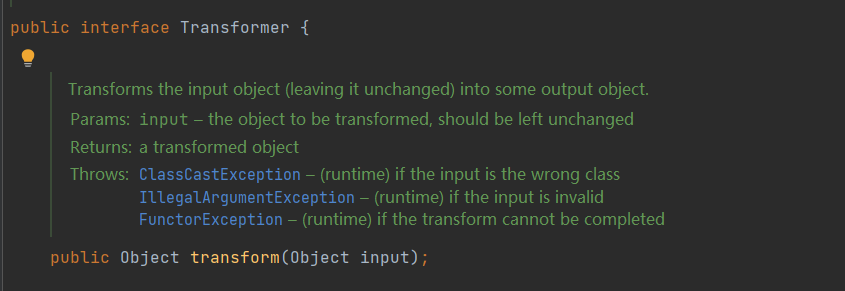 public interface Transformer {
Transforms the input object (leaving it unchanged) into some output object.
Params: input – the object to be transformed, should be left unchanged
Returns: a transformed object
Throws: ClassCastException – (runtime) if the input is the wrong class
IllegalArgumentException – (runtime) if the input is invalid
FunctorException – (runtime) if the transform cannot be completed
public Object transform(Object input);